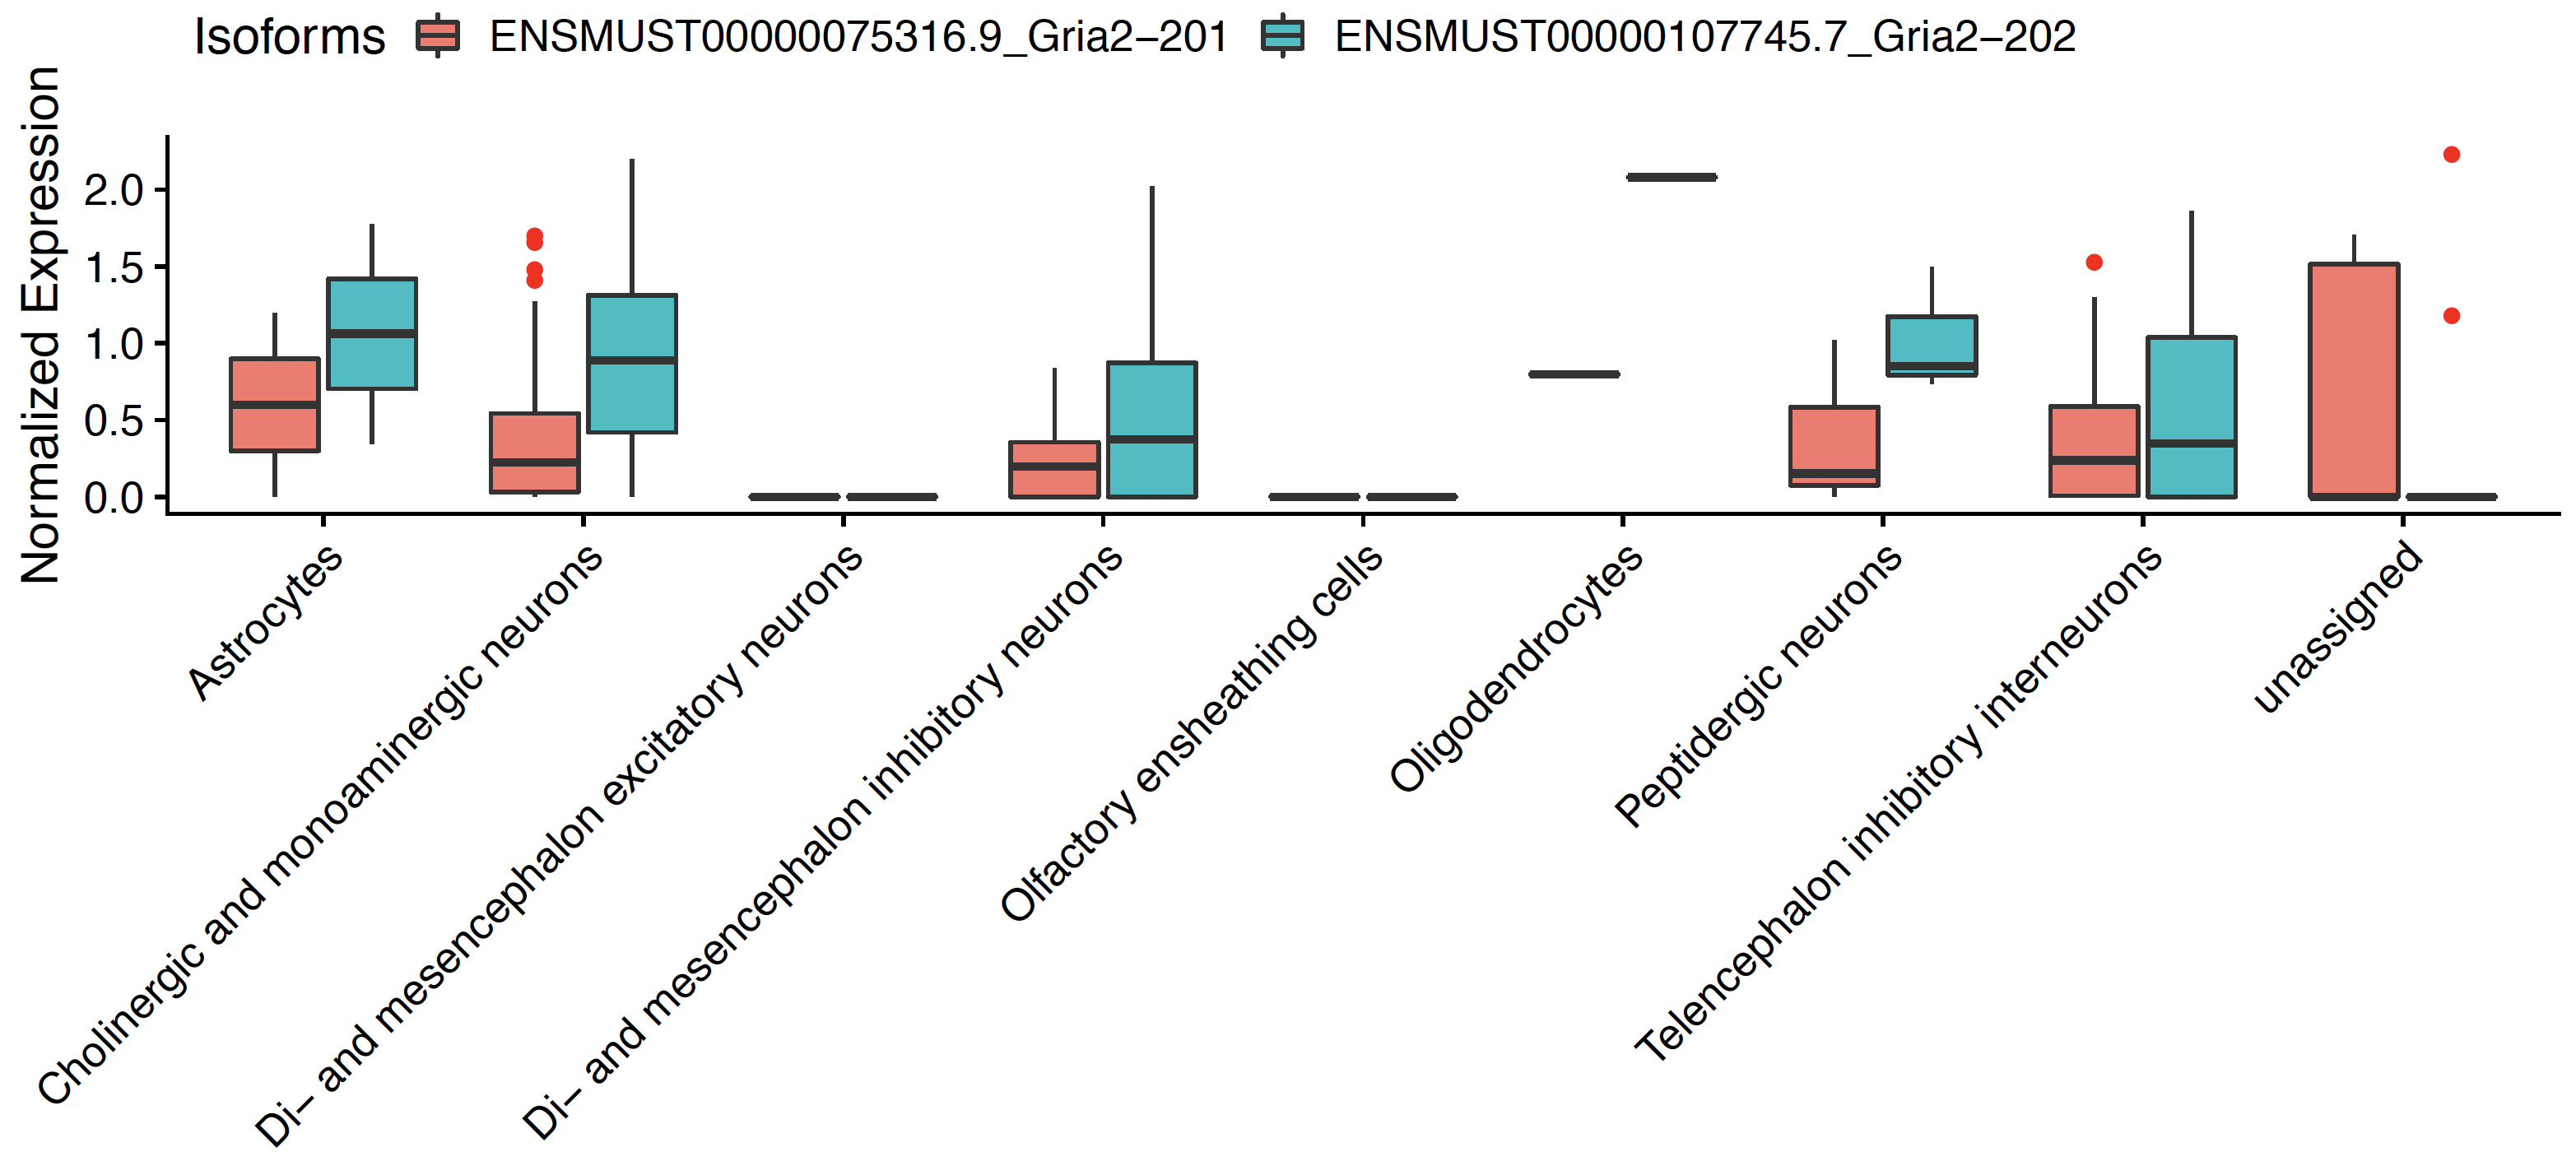 Isoforms ENSMUST00000075316.9_Gria2−201 ENSMUST00000107745.7_Gria2−202
Normalized Expression
2.0
1.5
1.0
0.5
0.0
Astrocytes
Cholinergic and monoaminergic neurons
Di− and mesencephalon excitatory neurons
Di− and mesencephalon inhibitory neurons
Olfactory ensheathing cells
Oligodendrocytes
Peptidergic neurons
Telencephalon inhibitory interneurons
unassigned